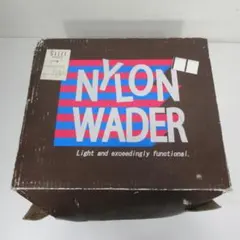 NYLON
WADER
Light and exceedingly functional.